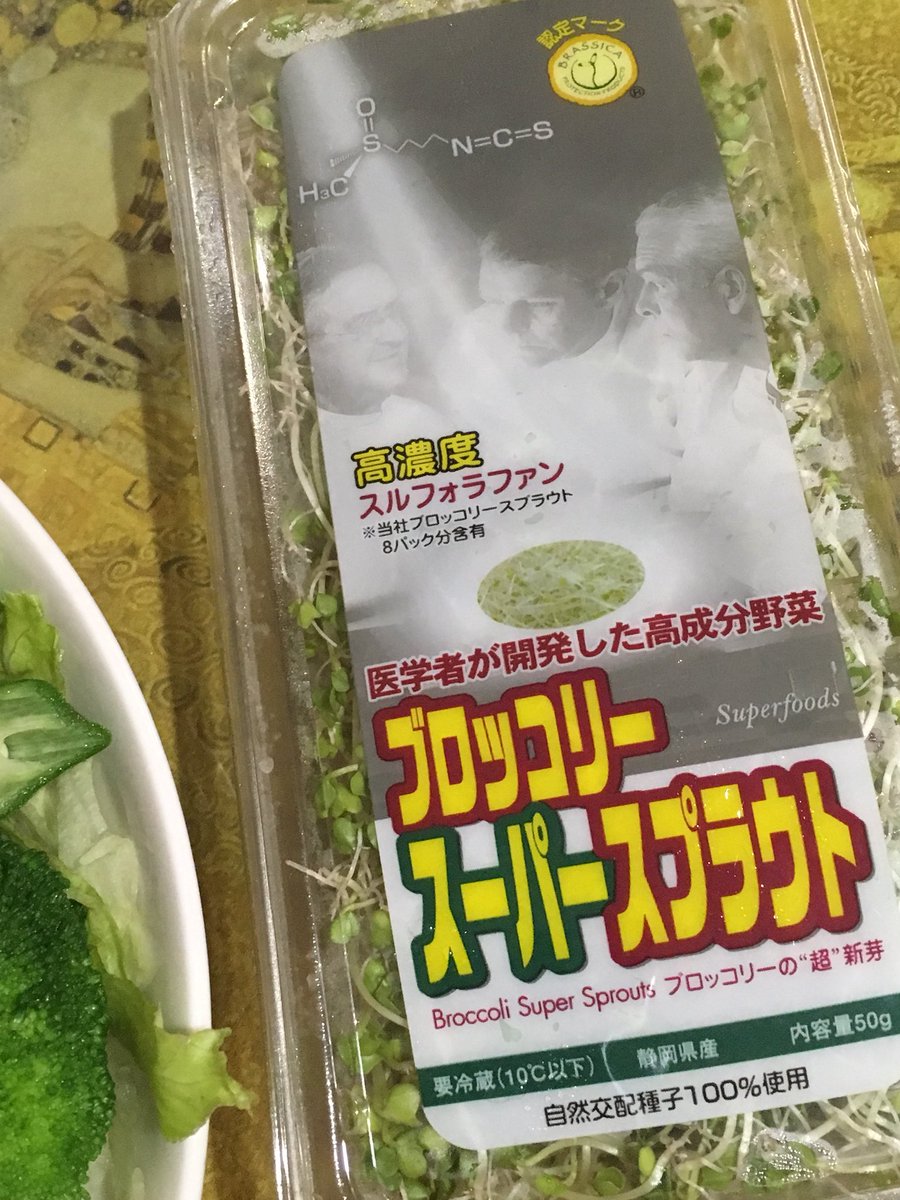 認定マーク
BRASSICA
PROTECTION PRODUCTS
®
O
S
N=C=S
H₃C
高濃度
スルフォラファン
※当社ブロッコリースプラウト
8パック分含有
医学者が開発した高成分野菜
Superfoods
ブロッコリー
スーパースプラウト
Broccoli Super Sprouts ブロッコリーの"超"新芽
要冷蔵(10℃以下) 静岡県産 内容量50g
自然交配種子100%使用